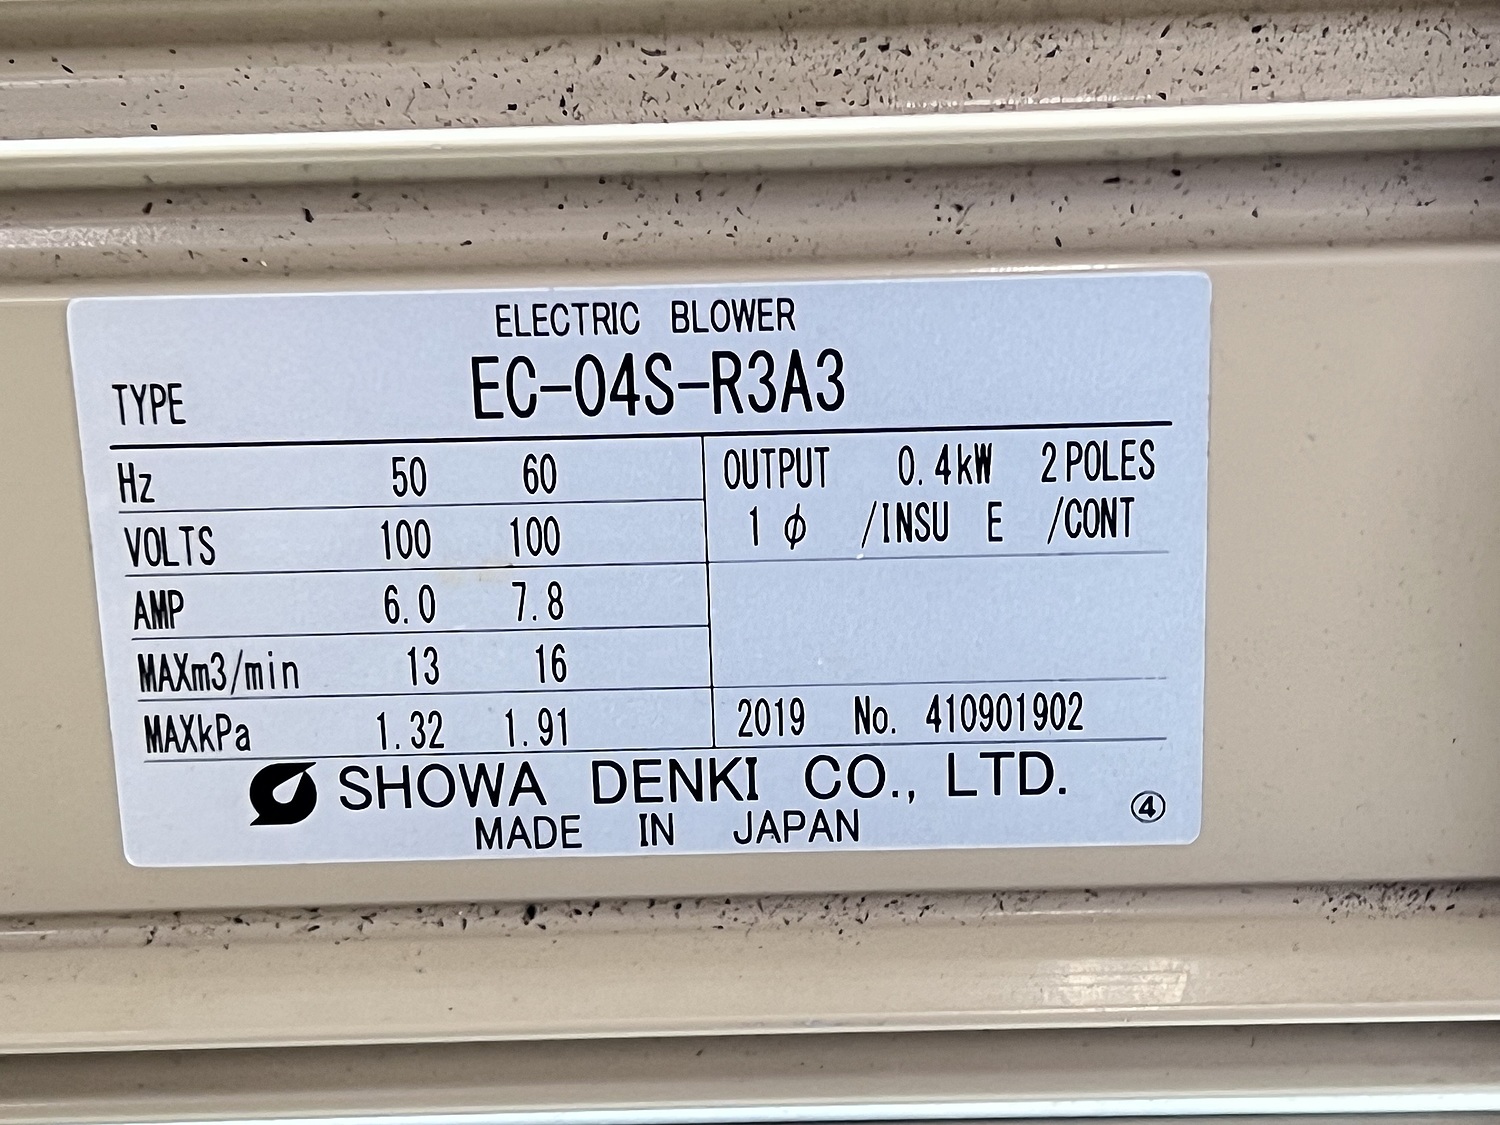 ELECTRIC BLOWER
TYPE EC-04S-R3A3
Hz 50 60
VOLTS 100 100
AMP 6.0 7.8
MAXm3/min 13 16
MAXkPa 1.32 1.91
OUTPUT 0.4kW 2POLES
1 φ /INSU E /CONT
2019 No. 410901902
SHOWA DENKI CO., LTD.
MADE IN JAPAN
④